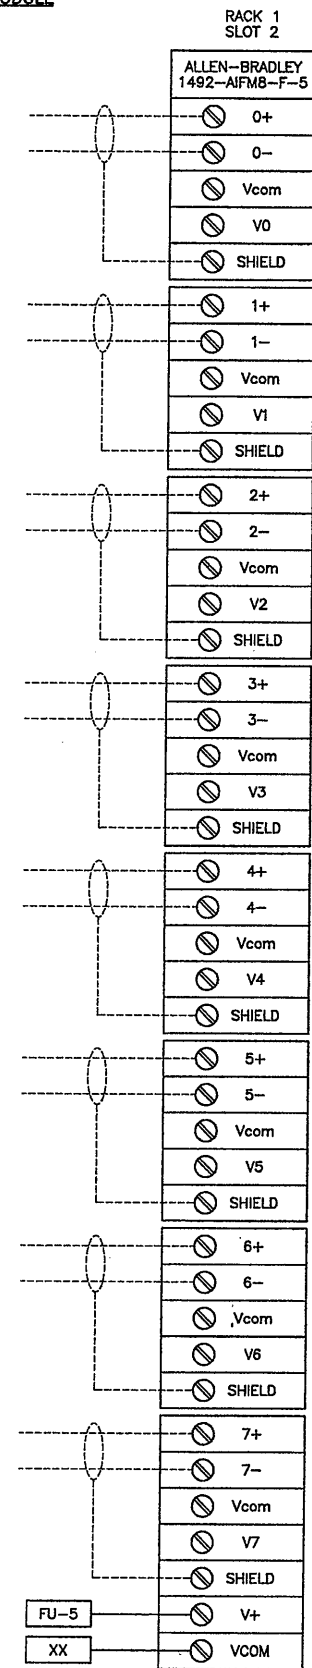 RACK 1
SLOT 2
ALLEN-BRADLEY
1492-AIFM8-F-5
0+
0-
Vcom
V0
SHIELD
1+
1-
Vcom
V1
SHIELD
2+
2-
Vcom
V2
SHIELD
3+
3-
Vcom
V3
SHIELD
4+
4-
Vcom
V4
SHIELD
5+
5-
Vcom
V5
SHIELD
6+
6-
Vcom
V6
SHIELD
7+
7-
Vcom
V7
SHIELD
FU-5 V+
XX VCOM